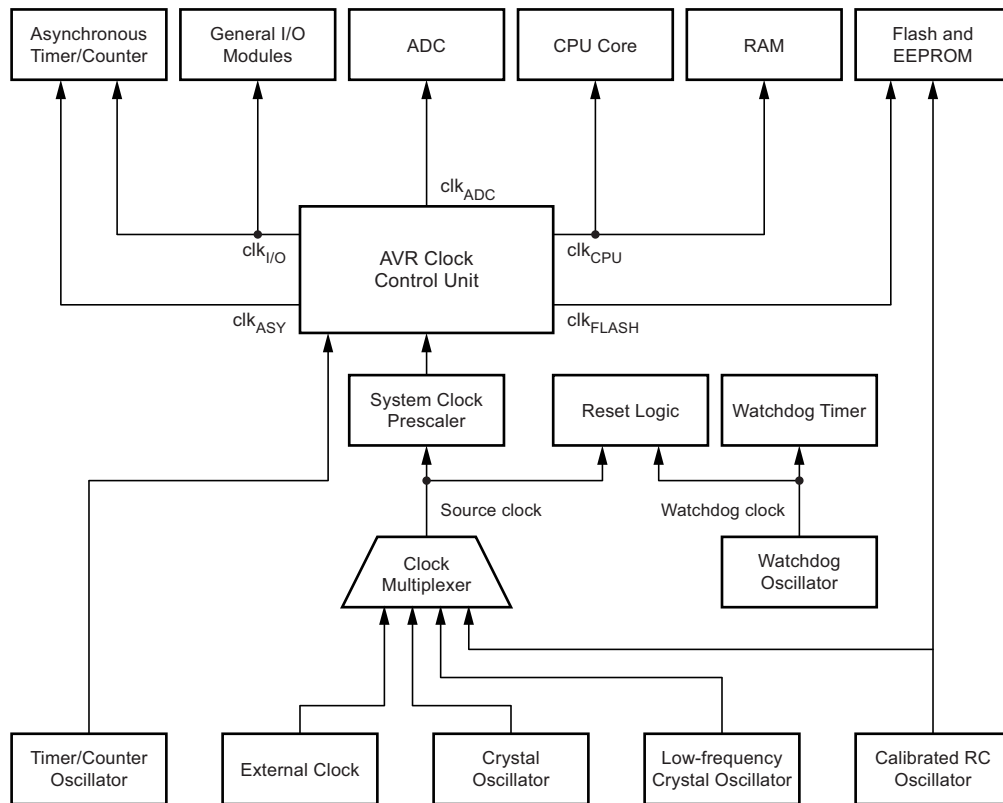 Asynchronous
Timer/Counter
General I/O
Modules
ADC
CPU Core
RAM
Flash and
EEPROM
clkADC
clkI/O
clkCPU
AVR Clock
Control Unit
clkASY
clkFLASH
System Clock
Prescaler
Reset Logic
Watchdog Timer
Source clock
Watchdog clock
Clock
Multiplexer
Watchdog
Oscillator
Timer/Counter
Oscillator
External Clock
Crystal
Oscillator
Low-frequency
Crystal Oscillator
Calibrated RC
Oscillator